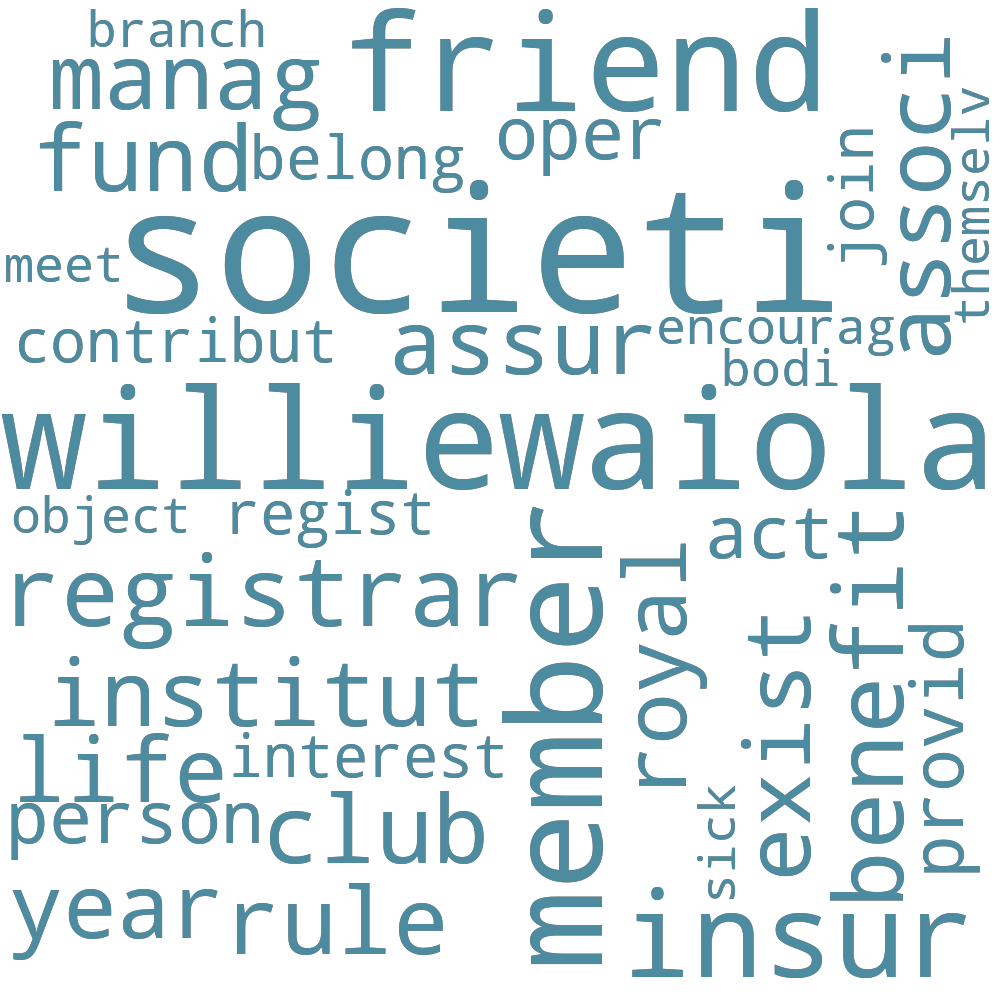 branch
friend
manag
fund
belong
oper
join
associ
themselv
societi
meet
contribut
assur
encourag
bodi
williewaiola
object
regist
member
royal
act
benefit
registrar
exist
provid
institut
life
interest
person
club
sick
year
rule
insur